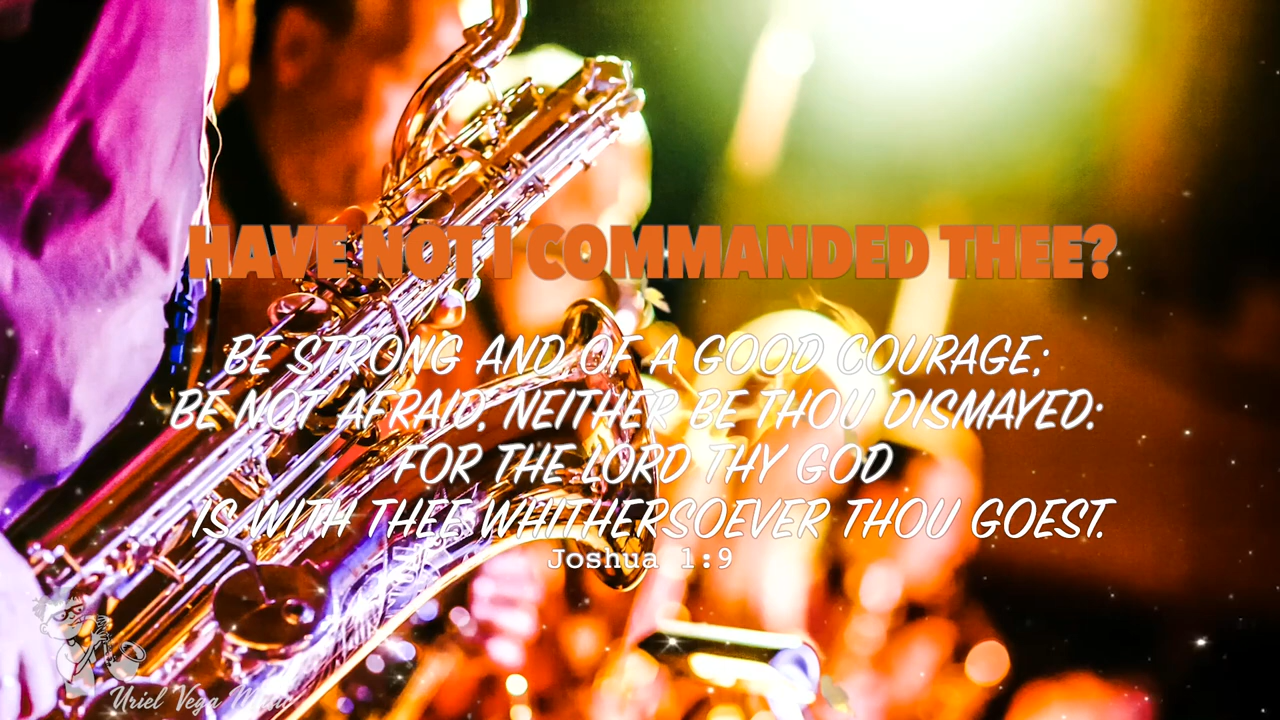 HAVE NOT I COMMANDED THEE?
BE STRONG AND OF A GOOD COURAGE;
BE NOT AFRAID, NEITHER BE THOU DISMAYED:
FOR THE LORD THY GOD
IS WITH THEE WHITHERSOEVER THOU GOEST.
Joshua 1:9
Uriel Vega Music